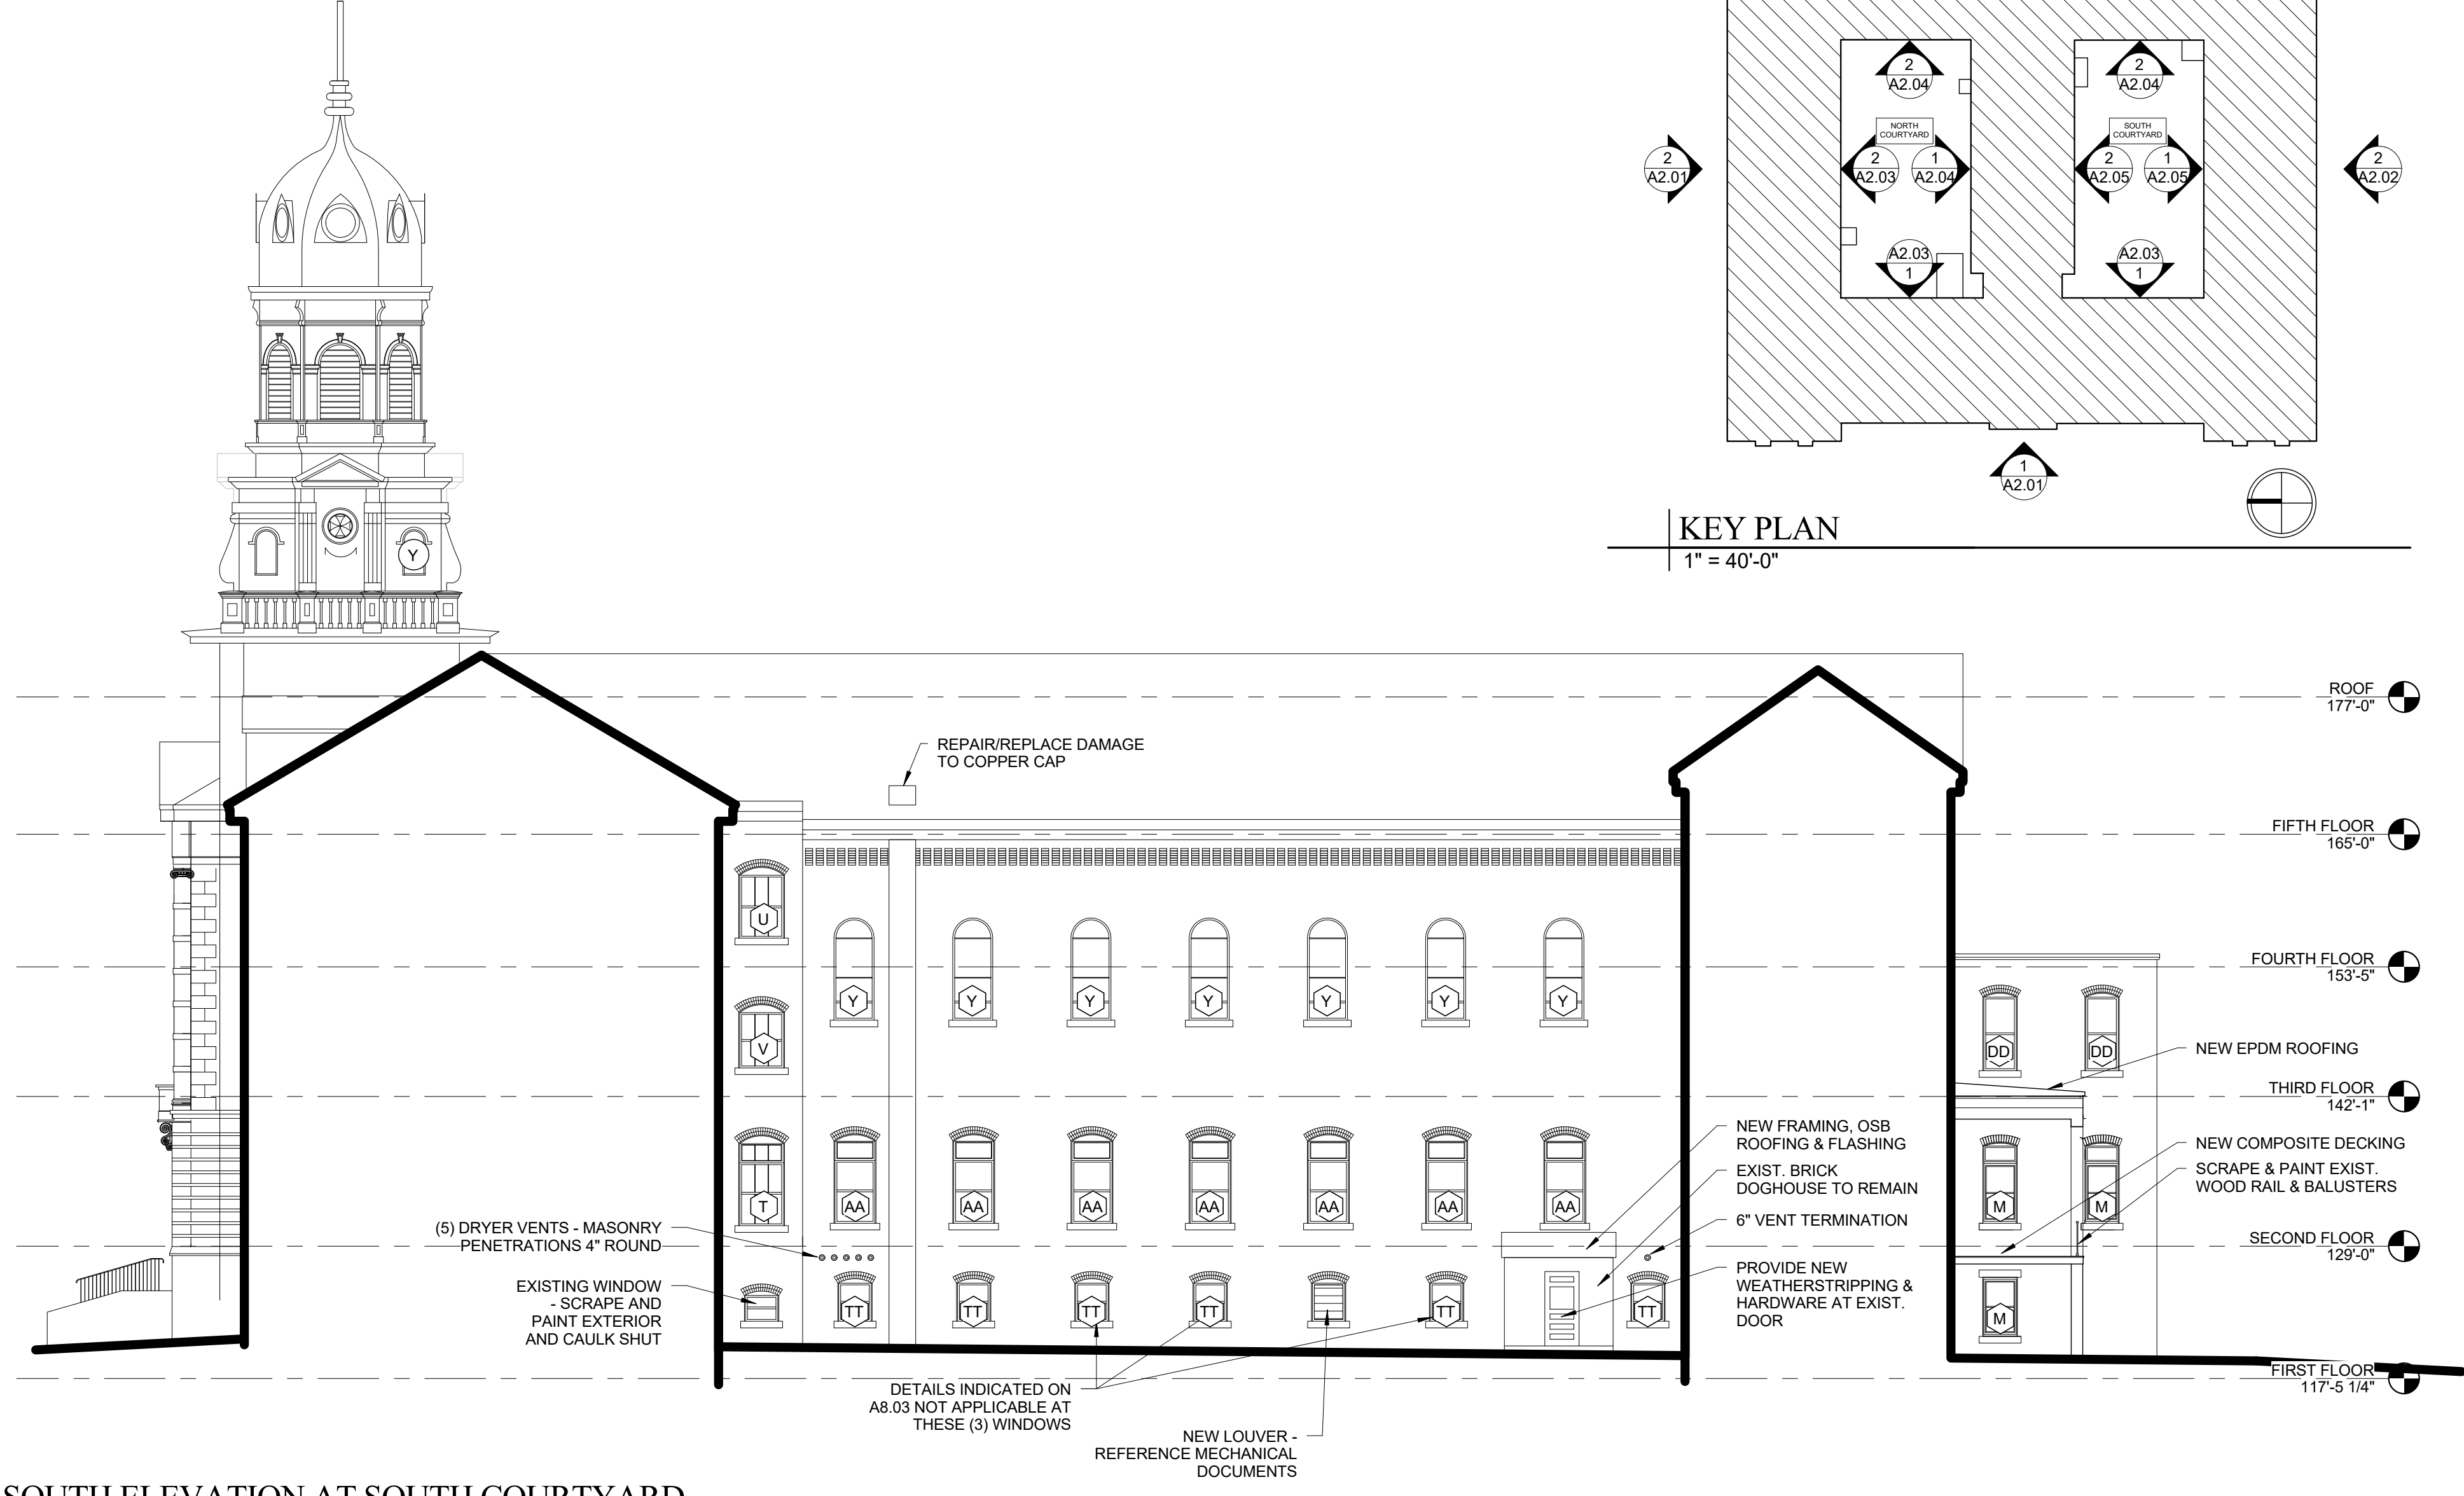 2
A2.04
2
A2.04
NORTH
COURTYARD
SOUTH
COURTYARD
2
A2.01
2
A2.03
1
A2.04
2
A2.05
1
A2.05
2
A2.02
A2.03
1
A2.03
1
1
A2.01
KEY PLAN
1" = 40'-0"
Y
ROOF
177'-0"
REPAIR/REPLACE DAMAGE
TO COPPER CAP
FIFTH FLOOR
165'-0"
U
FOURTH FLOOR
153'-5"
Y Y Y Y Y Y Y
V
DD DD
NEW EPDM ROOFING
THIRD FLOOR
142'-1"
NEW FRAMING, OSB
ROOFING & FLASHING
NEW COMPOSITE DECKING
EXIST. BRICK
DOGHOUSE TO REMAIN
SCRAPE & PAINT EXIST.
WOOD RAIL & BALUSTERS
T AA AA AA AA AA AA AA
M M
6" VENT TERMINATION
(5) DRYER VENTS - MASONRY
PENETRATIONS 4" ROUND
SECOND FLOOR
129'-0"
EXISTING WINDOW
- SCRAPE AND
PAINT EXTERIOR
AND CAULK SHUT
PROVIDE NEW
WEATHERSTRIPPING &
HARDWARE AT EXIST.
DOOR
TT TT TT TT TT TT
M
FIRST FLOOR
117'-5 1/4"
DETAILS INDICATED ON
A8.03 NOT APPLICABLE AT
THESE (3) WINDOWS
NEW LOUVER -
REFERENCE MECHANICAL
DOCUMENTS
SOUTH ELEVATION AT SOUTH COURTYARD